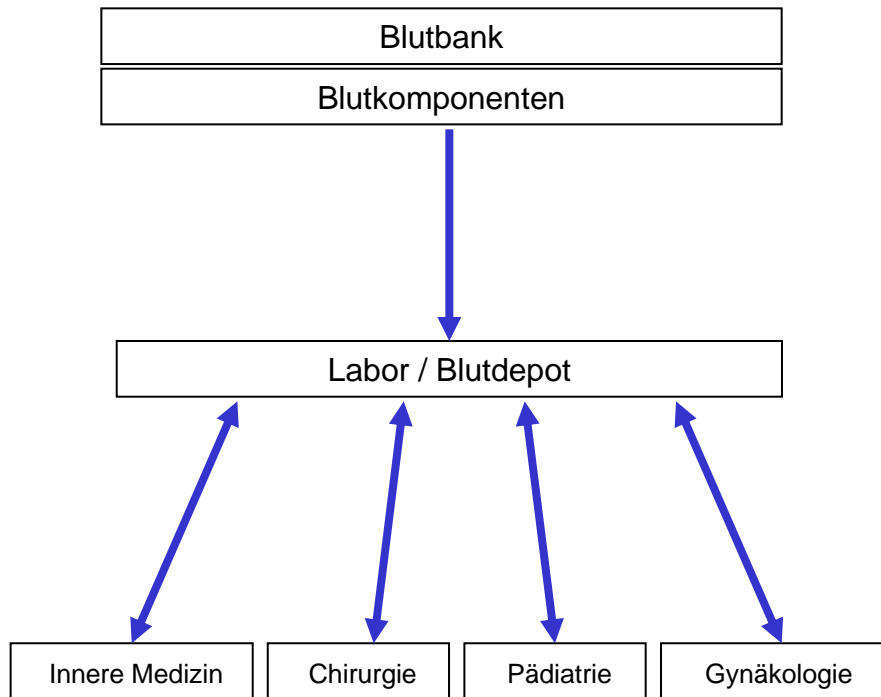 Blutbank
Blutkomponenten
Labor / Blutdepot
Innere Medizin
Chirurgie
Pädiatrie
Gynäkologie